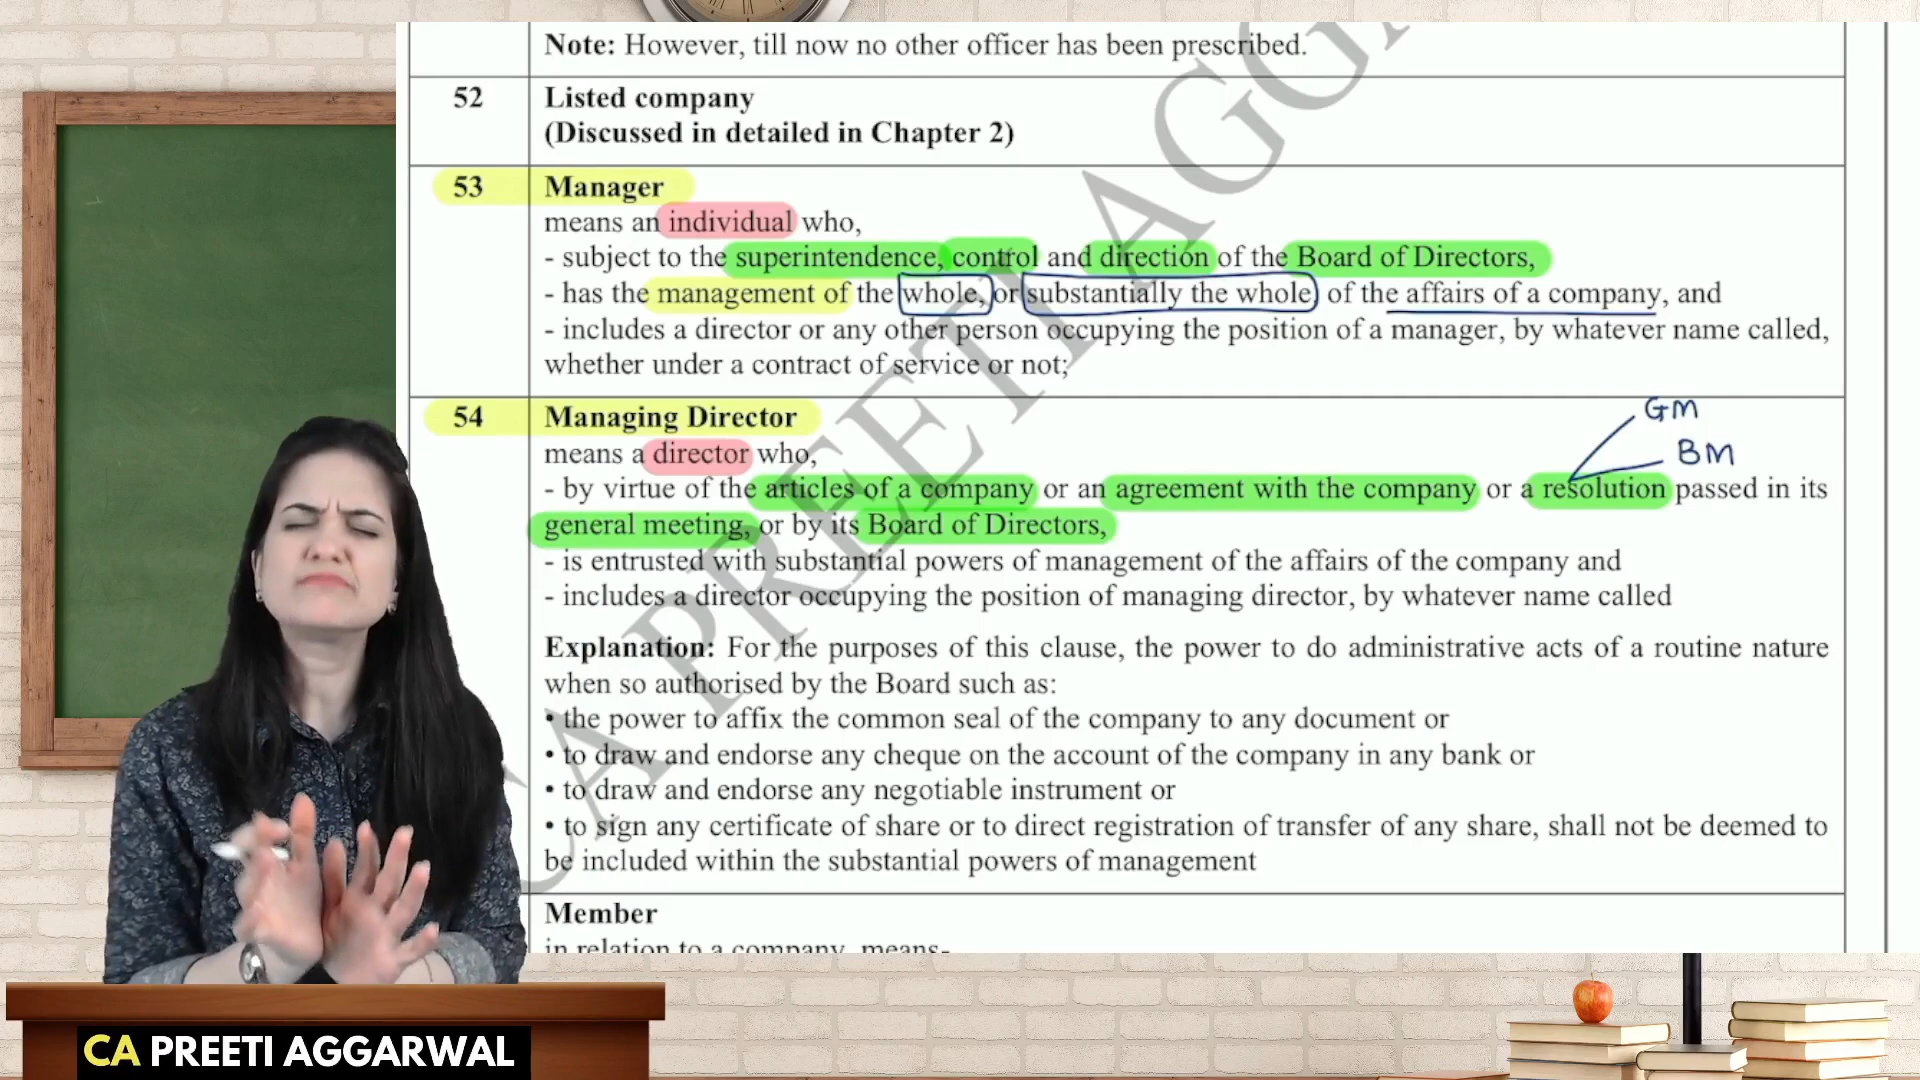 Note: However, till now no other officer has been prescribed.
52 Listed company
(Discussed in detailed in Chapter 2)
53 Manager
means an individual who,
- subject to the superintendence, control and direction of the Board of Directors,
- has the management of the whole, or substantially the whole, of the affairs of a company, and
- includes a director or any other person occupying the position of a manager, by whatever name called,
whether under a contract of service or not;
GM
54 Managing Director
BM
means a director who,
- by virtue of the articles of a company or an agreement with the company or a resolution passed in its
general meeting, or by its Board of Directors,
- is entrusted with substantial powers of management of the affairs of the company and
- includes a director occupying the position of managing director, by whatever name called
Explanation: For the purposes of this clause, the power to do administrative acts of a routine nature
when so authorised by the Board such as:
• the power to affix the common seal of the company to any document or
• to draw and endorse any cheque on the account of the company in any bank or
• to draw and endorse any negotiable instrument or
• to sign any certificate of share or to direct registration of transfer of any share, shall not be deemed to
be included within the substantial powers of management
Member
in relation to a company, means-
CA PREETI AGG
CA PREETI AGGARWAL